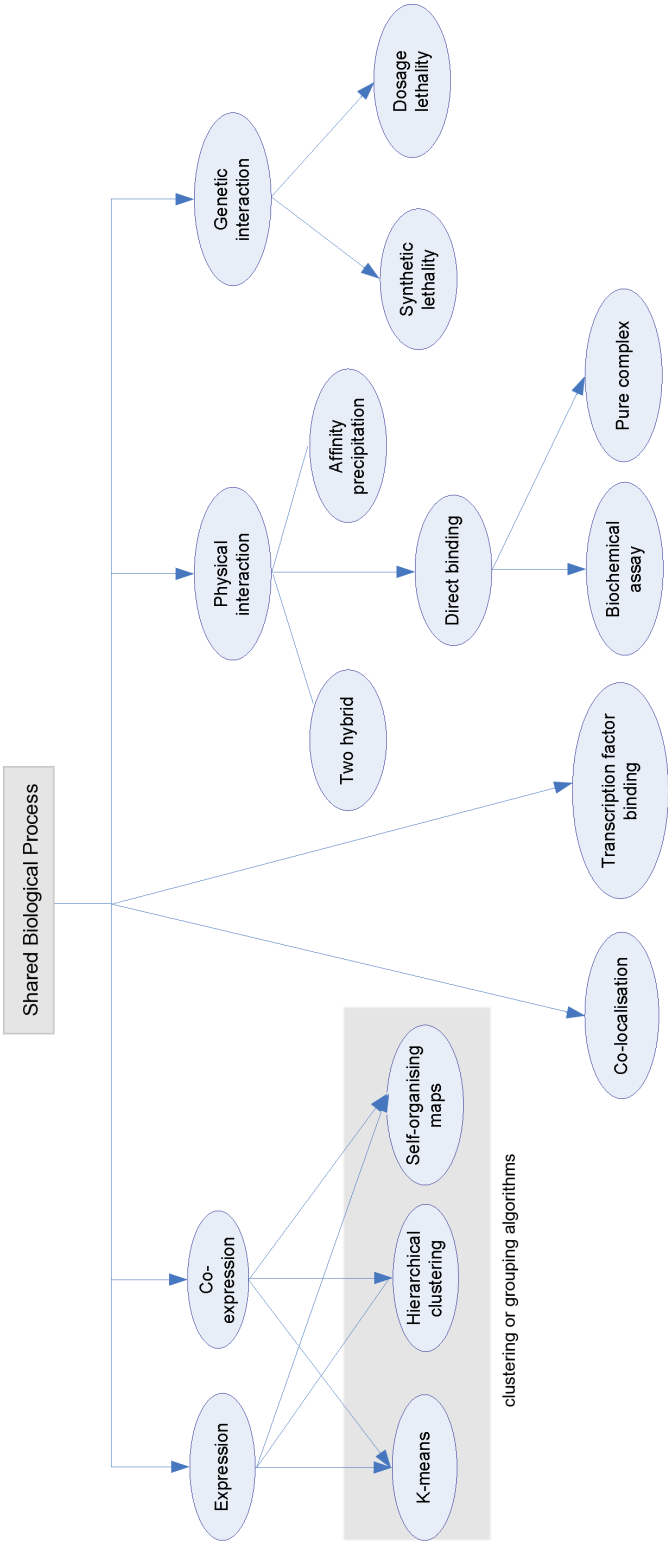 Shared Biological Process
Expression
Co-
expression
Physical
interaction
Genetic
interaction
K-means
Hierarchical
clustering
Self-organising
maps
clustering or grouping algorithms
Two hybrid
Affinity
precipitation
Synthetic
lethality
Dosage
lethality
Direct binding
Co-localisation
Transcription factor
binding
Biochemical
assay
Pure complex